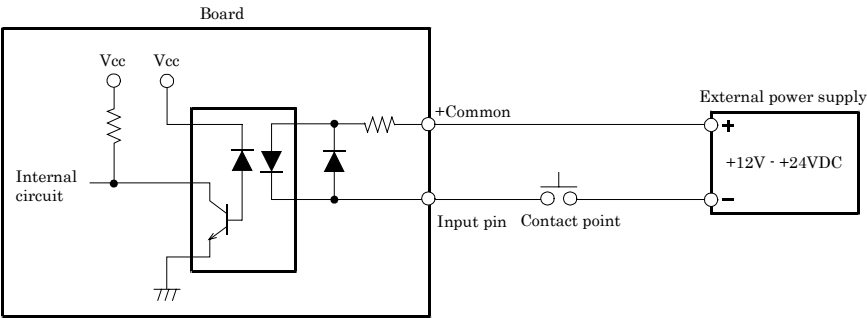 Board
Vcc
Vcc
+Common
External power supply
+
+12V - +24VDC
Internal
circuit
−
Input pin
Contact point